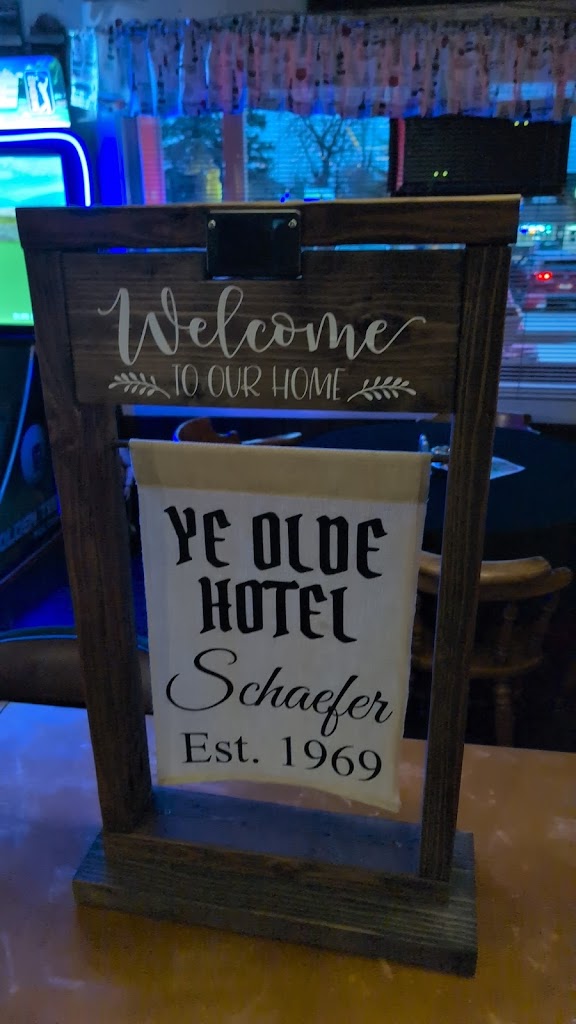 Welcome
TO OUR HOME
YE OLDE
HOTEL
Schaefer
Est. 1969